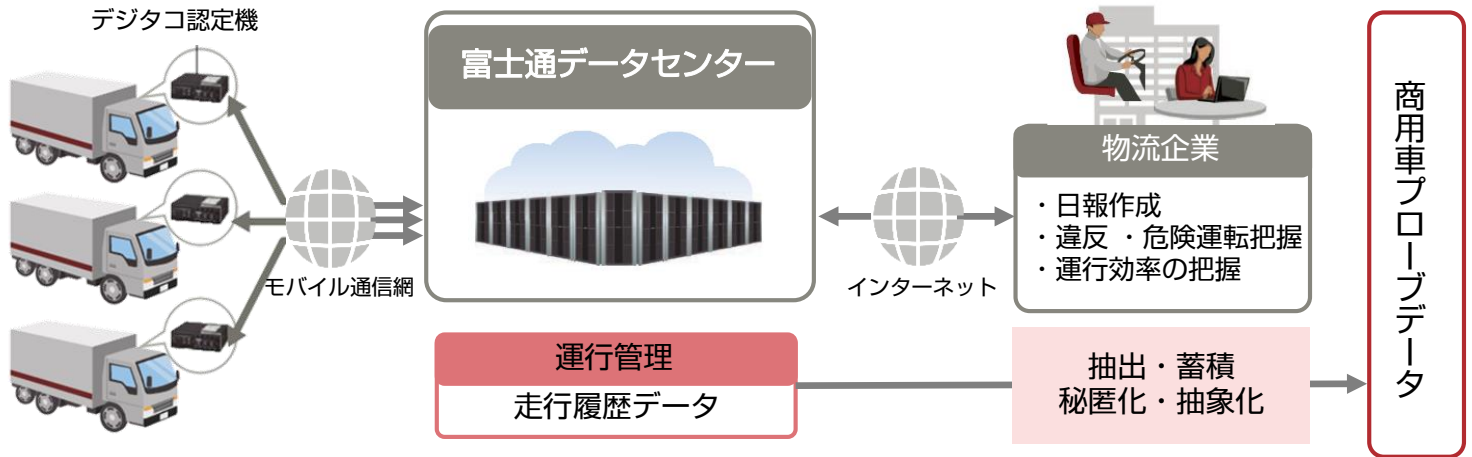 デジタコ認定機
富士通データセンター
モバイル通信網
インターネット
物流企業
・日報作成
・違反 ・危険運転把握
・運行効率の把握
運行管理
走行履歴データ
抽出・蓄積
秘匿化・抽象化
商用車プローブデータ